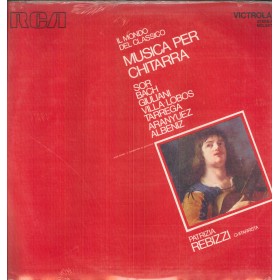 RCA
VICTROLA
IL MONDO
DEL CLASSICO
MUSICA PER
CHITARRA
SOR
BACH
GIULIANI
VILLA LOBOS
TARREGA
ARANYUEZ
ALBENIZ
PATRIZIA
REBIZZI CHITARRISTA